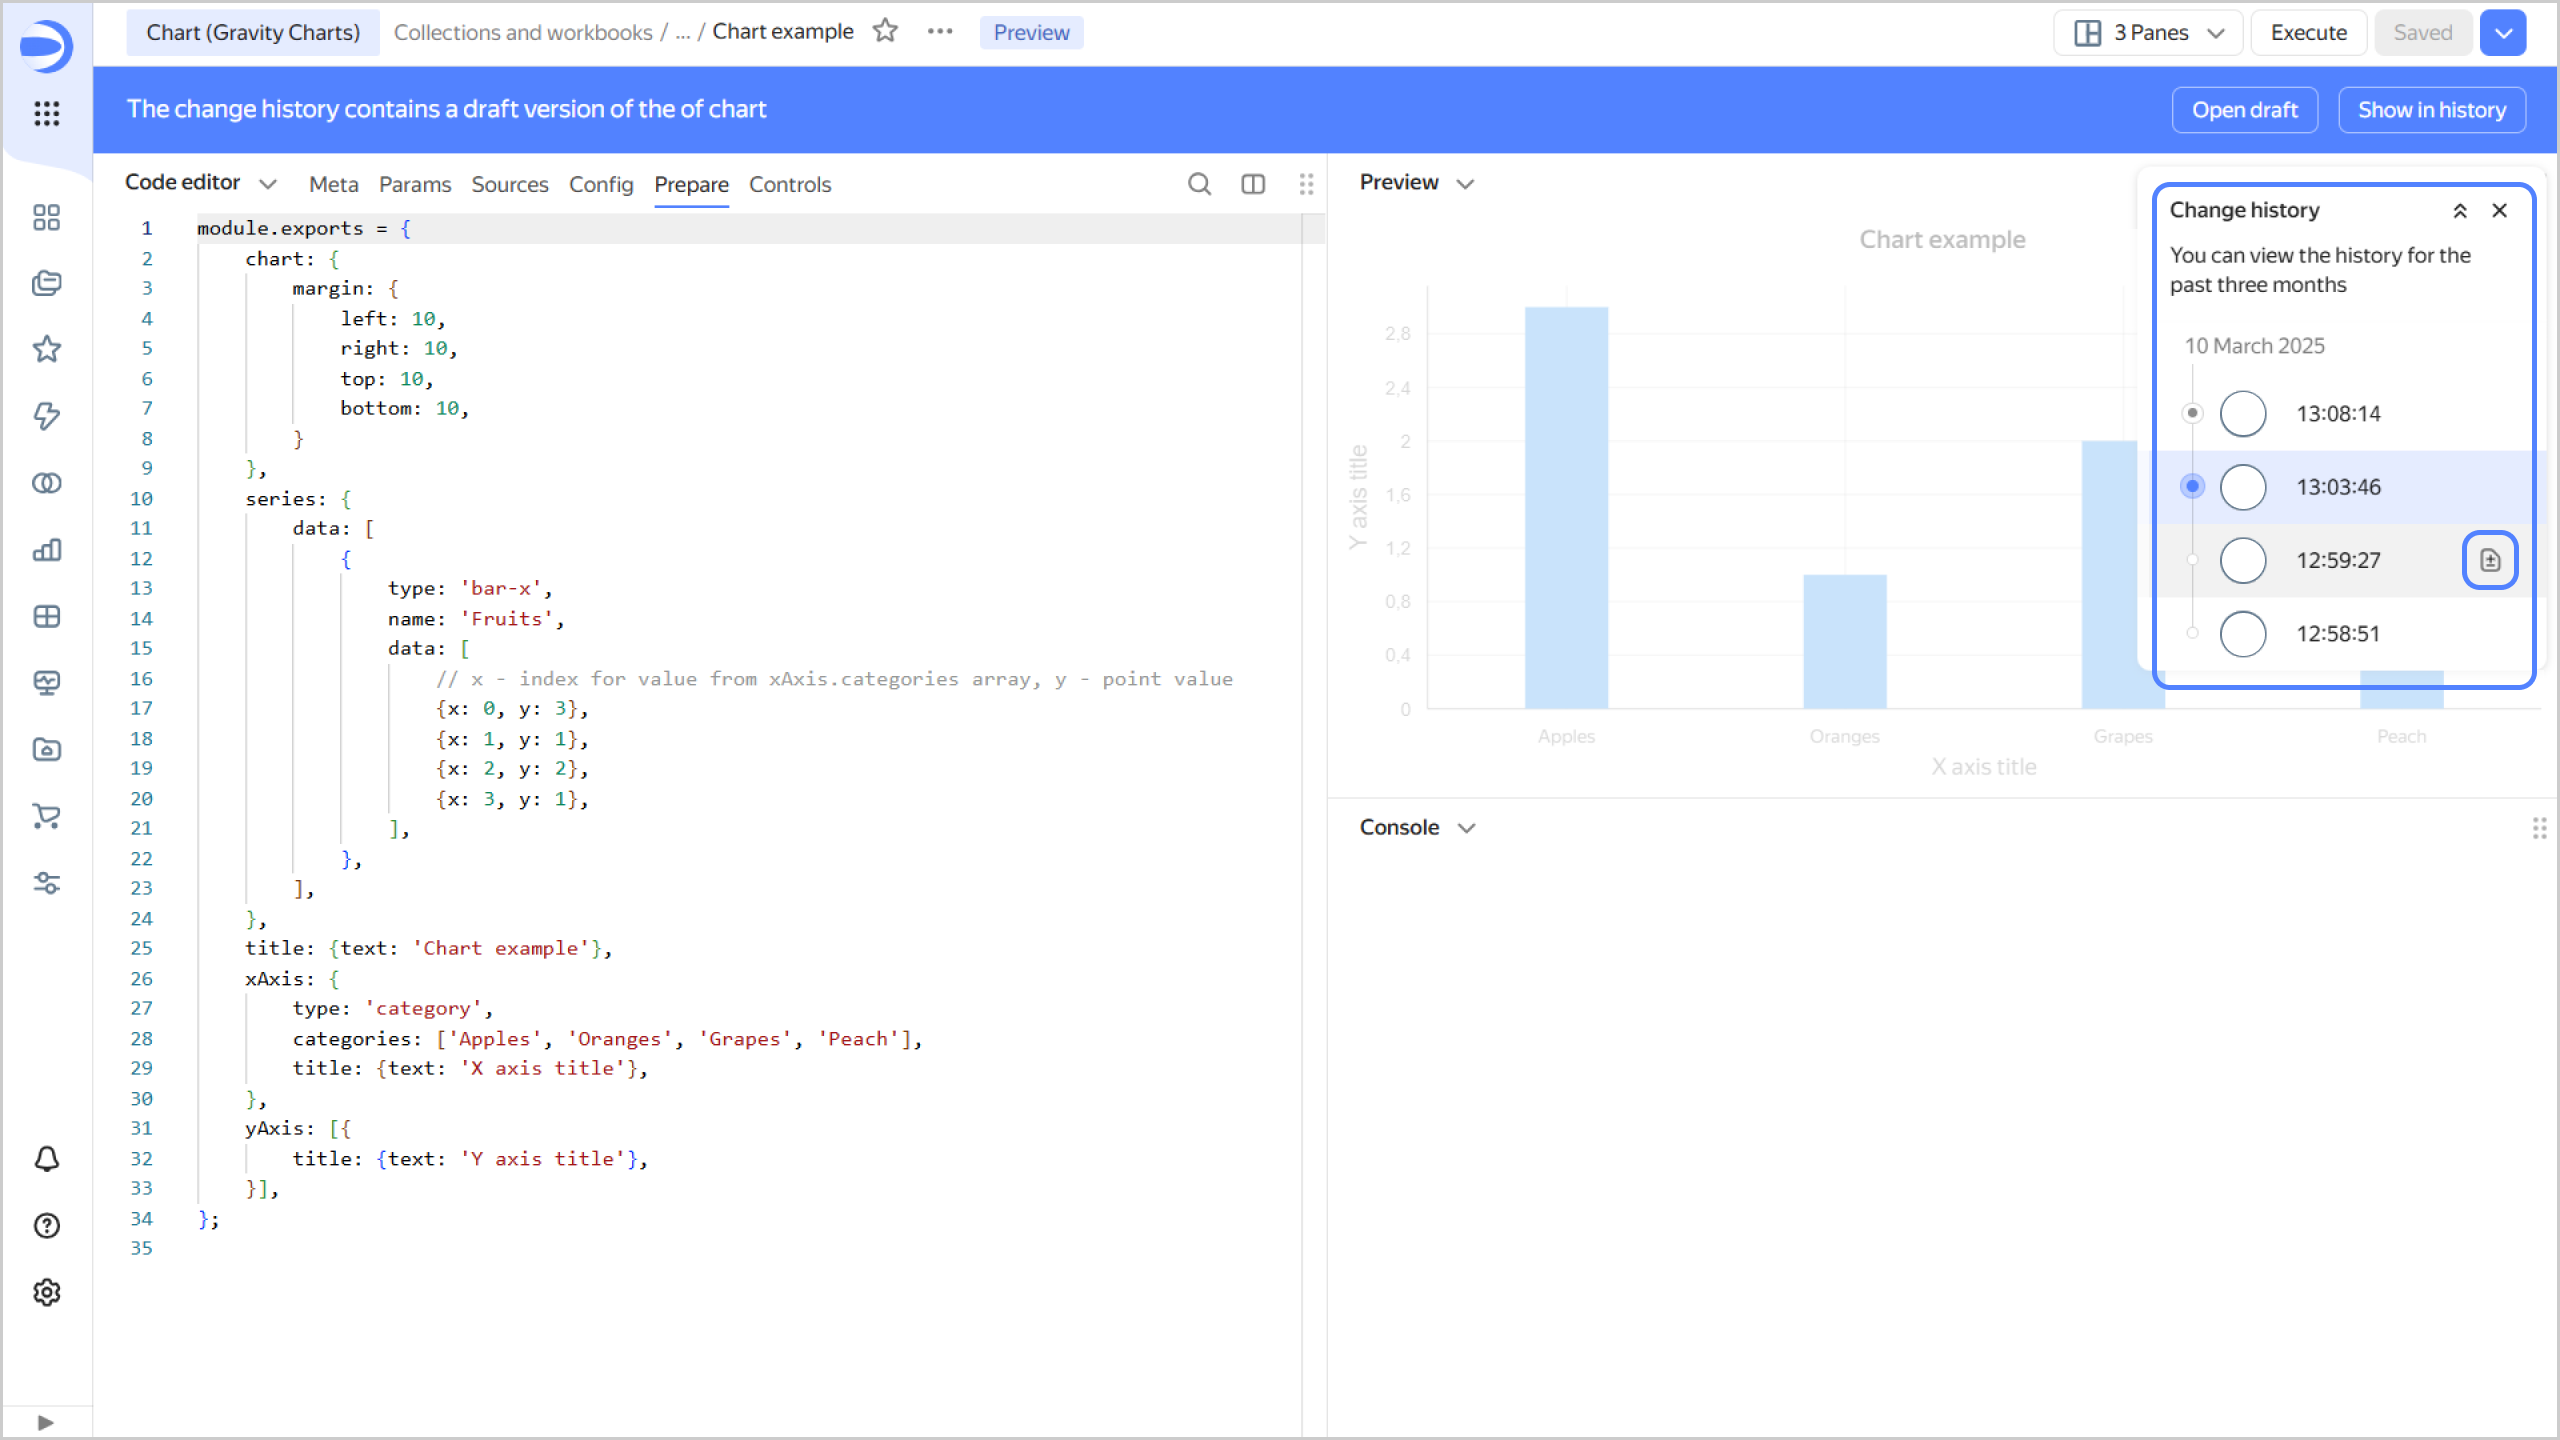 Chart (Gravity Charts) Collections and workbooks / ... / Chart example Preview 3 Panes Execute Saved
The change history contains a draft version of the of chart Open draft Show in history
Code editor Meta Params Sources Config Prepare Controls
1 module.exports = {
2 chart: {
3 margin: {
4 left: 10,
5 right: 10,
6 top: 10,
7 bottom: 10,
8 }
9 },
10 series: {
11 data: [
12 {
13 type: 'bar-x',
14 name: 'Fruits',
15 data: [
16 // x - index for value from xAxis.categories array, y - point value
17 {x: 0, y: 3},
18 {x: 1, y: 1},
19 {x: 2, y: 2},
20 {x: 3, y: 1},
21 ],
22 },
23 ],
24 },
25 title: {text: 'Chart example'},
26 xAxis: {
27 type: 'category',
28 categories: ['Apples', 'Oranges', 'Grapes', 'Peach'],
29 title: {text: 'X axis title'},
30 },
31 yAxis: [{
32 title: {text: 'Y axis title'},
33 }],
34 };
35
Preview
Chart example
Y axis title
2,8
2,4
2
1,6
1,2
0,8
0,4
0
Apples Oranges Grapes Peach
X axis title
Change history
You can view the history for the
past three months
10 March 2025
13:08:14
13:03:46
12:59:27
12:58:51
Console